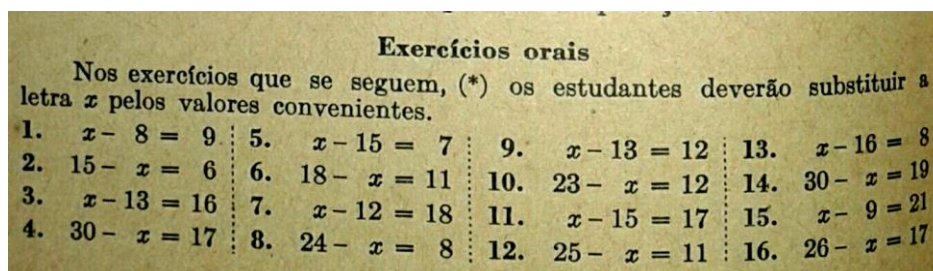 Exercícios orais
Nos exercícios que se seguem, (*) os estudantes deverão substituir a
letra x pelos valores convenientes.
1. x - 8 = 9 5. x - 15 = 7 9. x - 13 = 12 13. x - 16 = 8
2. 15 - x = 6 6. 18 - x = 11 10. 23 - x = 12 14. 30 - x = 19
3. x - 13 = 16 7. x - 12 = 18 11. x - 15 = 17 15. x - 9 = 21
4. 30 - x = 17 8. 24 - x = 8 12. 25 - x = 11 16. 26 - x = 17